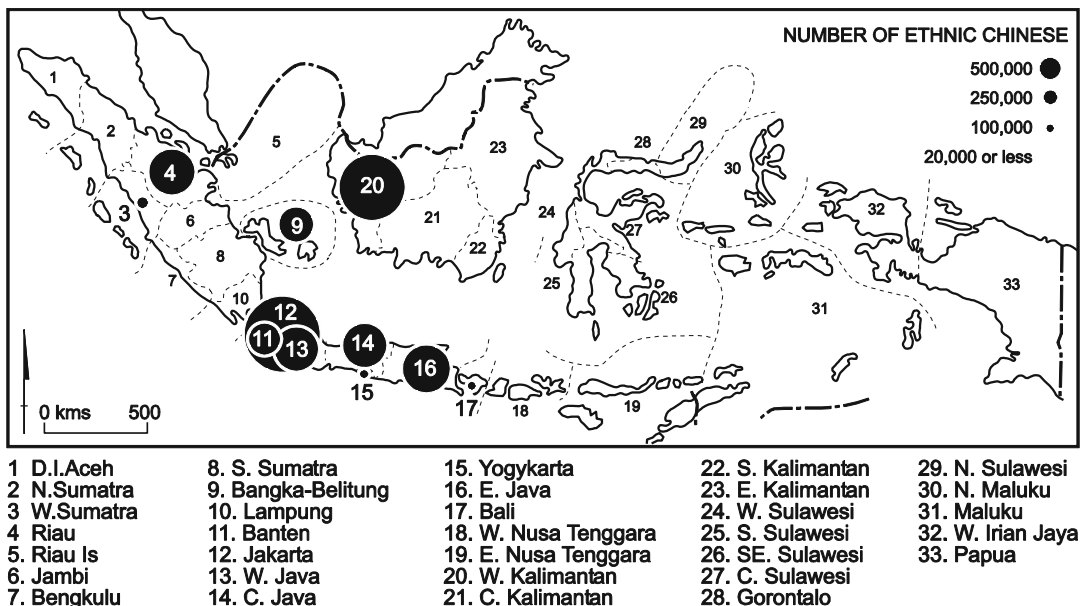 NUMBER OF ETHNIC CHINESE
500,000
250,000
100,000
20,000 or less
1
2
3
4
5
6
7
8
9
10
11
12
13
14
15
16
17
18
19
20
21
22
23
24
25
26
27
28
29
30
31
32
33
0 kms 500
1 D.I.Aceh
2 N.Sumatra
3 W.Sumatra
4 Riau
5. Riau Is
6. Jambi
7. Bengkulu
8. S. Sumatra
9. Bangka-Belitung
10. Lampung
11. Banten
12. Jakarta
13. W. Java
14. C. Java
15. Yogykarta
16. E. Java
17. Bali
18. W. Nusa Tenggara
19. E. Nusa Tenggara
20. W. Kalimantan
21. C. Kalimantan
22. S. Kalimantan
23. E. Kalimantan
24. W. Sulawesi
25. S. Sulawesi
26. SE. Sulawesi
27. C. Sulawesi
28. Gorontalo
29. N. Sulawesi
30. N. Maluku
31. Maluku
32. W. Irian Jaya
33. Papua